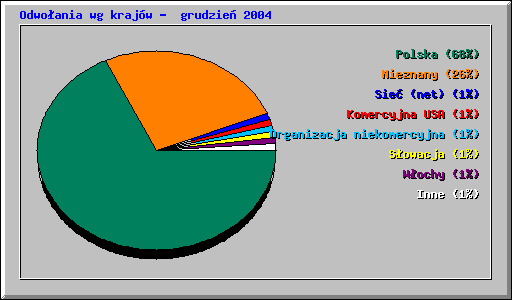 Odwołania wg krajów - grudzień 2004
Polska (68%)
Nieznany (26%)
Sieć (net) (1%)
Komercyjna USA (1%)
Organizacja niekomercyjna (1%)
Słowacja (1%)
Włochy (1%)
Inne (1%)